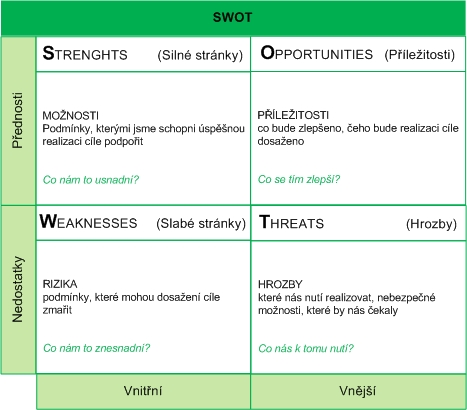 SWOT
Přednosti
STRENGHTS (Silné stránky)
MOŽNOSTI
Podmínky, kterými jsme schopni úspěšnou
realizaci cíle podpořit
Co nám to usnadní?
OPPORTUNITIES (Příležitosti)
PŘÍLEŽITOSTI
co bude zlepšeno, čeho bude realizaci cíle
dosaženo
Co se tím zlepší?
Nedostatky
WEAKNESSES (Slabé stránky)
RIZIKA
podmínky, které mohou dosažení cíle
zmařit
Co nám to znesnadní?
THREATS (Hrozby)
HROZBY
které nás nutí realizovat, nebezpečné
možnosti, které by nás čekaly
Co nás k tomu nutí?
Vnitřní
Vnější